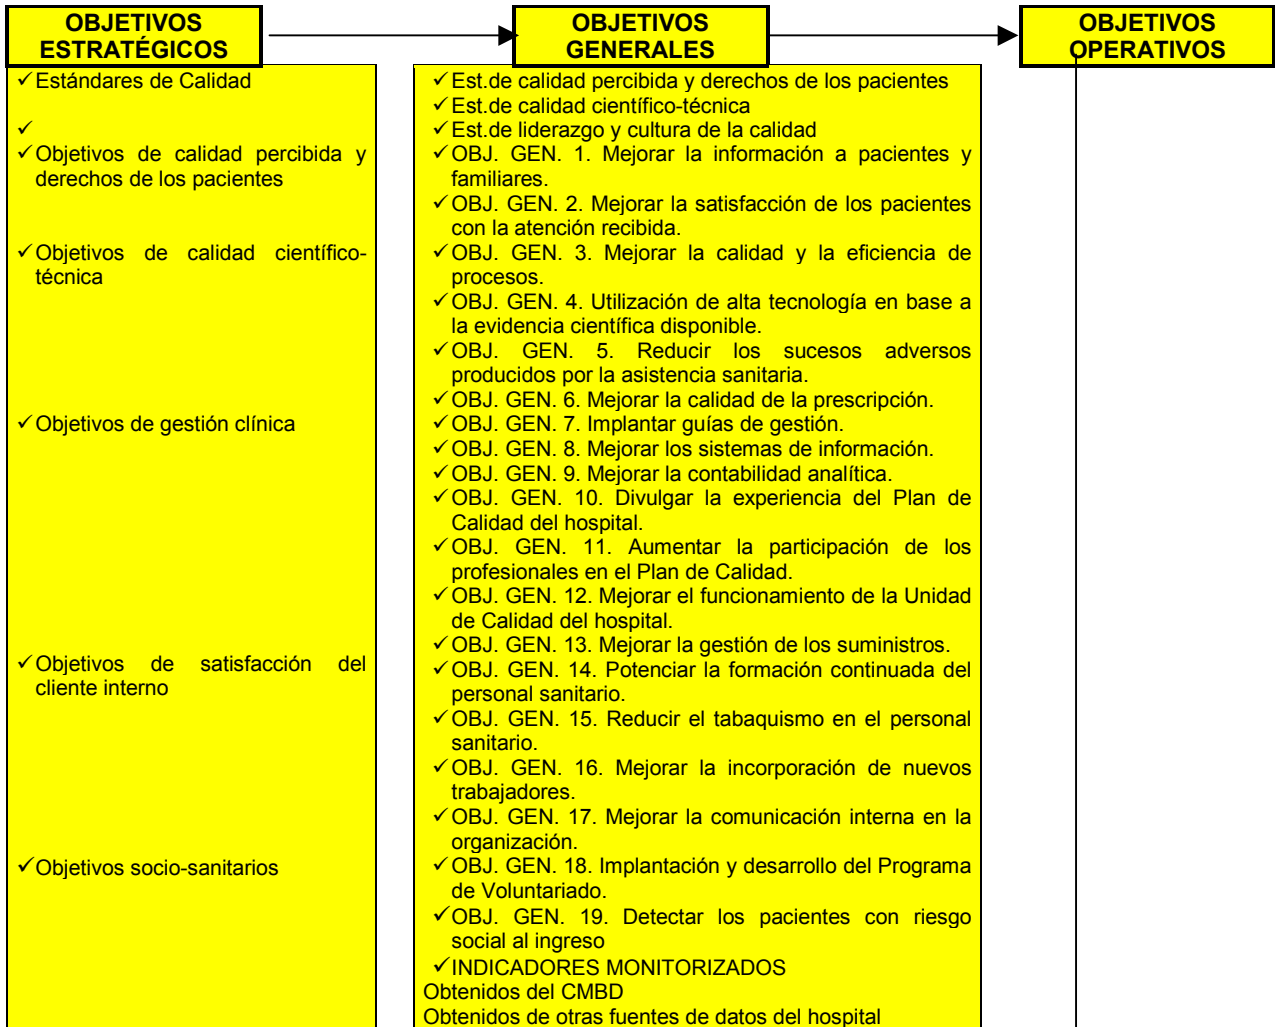 OBJETIVOS
ESTRATÉGICOS
OBJETIVOS
GENERALES
OBJETIVOS
OPERATIVOS
✓Estándares de Calidad
✓
✓Objetivos de calidad percibida y
derechos de los pacientes
✓Objetivos de calidad científico-
técnica
✓Objetivos de gestión clínica
✓Objetivos de satisfacción del
cliente interno
✓Objetivos socio-sanitarios
✓Est.de calidad percibida y derechos de los pacientes
✓Est.de calidad científico-técnica
✓Est.de liderazgo y cultura de la calidad
✓OBJ. GEN. 1. Mejorar la información a pacientes y
familiares.
✓OBJ. GEN. 2. Mejorar la satisfacción de los pacientes
con la atención recibida.
✓OBJ. GEN. 3. Mejorar la calidad y la eficiencia de
procesos.
✓OBJ. GEN. 4. Utilización de alta tecnología en base a
la evidencia científica disponible.
✓OBJ. GEN. 5. Reducir los sucesos adversos
producidos por la asistencia sanitaria.
✓OBJ. GEN. 6. Mejorar la calidad de la prescripción.
✓OBJ. GEN. 7. Implantar guías de gestión.
✓OBJ. GEN. 8. Mejorar los sistemas de información.
✓OBJ. GEN. 9. Mejorar la contabilidad analítica.
✓OBJ. GEN. 10. Divulgar la experiencia del Plan de
Calidad del hospital.
✓OBJ. GEN. 11. Aumentar la participación de los
profesionales en el Plan de Calidad.
✓OBJ. GEN. 12. Mejorar el funcionamiento de la Unidad
de Calidad del hospital.
✓OBJ. GEN. 13. Mejorar la gestión de los suministros.
✓OBJ. GEN. 14. Potenciar la formación continuada del
personal sanitario.
✓OBJ. GEN. 15. Reducir el tabaquismo en el personal
sanitario.
✓OBJ. GEN. 16. Mejorar la incorporación de nuevos
trabajadores.
✓OBJ. GEN. 17. Mejorar la comunicación interna en la
organización.
✓OBJ. GEN. 18. Implantación y desarrollo del Programa
de Voluntariado.
✓OBJ. GEN. 19. Detectar los pacientes con riesgo
social al ingreso
✓INDICADORES MONITORIZADOS
Obtenidos del CMBD
Obtenidos de otras fuentes de datos del hospital